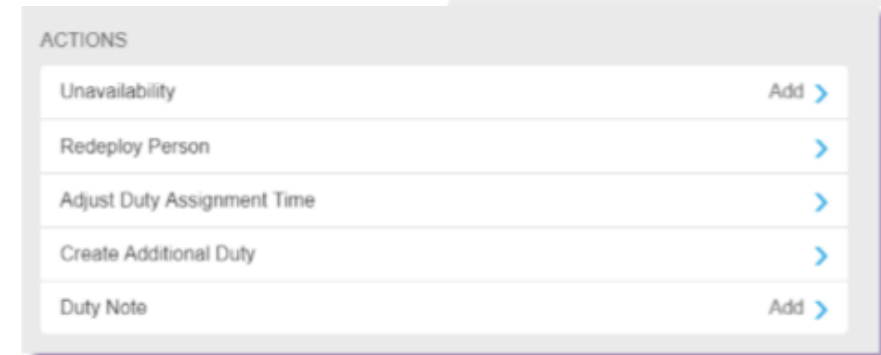 ACTIONS
Unavailability Add
Redeploy Person
Adjust Duty Assignment Time
Create Additional Duty
Duty Note Add